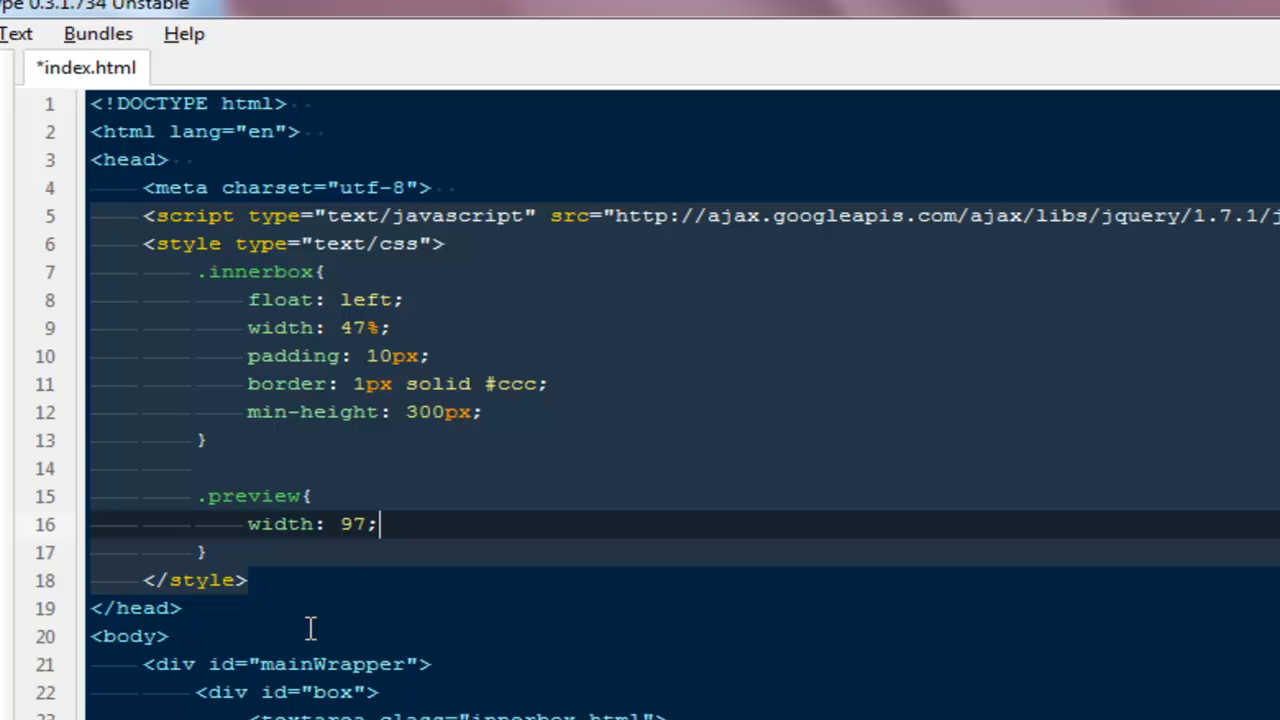 ype 0.3.1.734 Unstable
Text Bundles Help
*index.html
1 <!DOCTYPE html>
2 <html lang="en">
3 <head>
4 <meta charset="utf-8">
5 <script type="text/javascript" src="http://ajax.googleapis.com/ajax/libs/jquery/1.7.1/j
6 <style type="text/css">
7 .innerbox{
8 float: left;
9 width: 47%;
10 padding: 10px;
11 border: 1px solid #ccc;
12 min-height: 300px;
13 }
14
15 .preview{
16 width: 97;
17 }
18 </style>
19 </head>
20 <body>
21 <div id="mainWrapper">
22 <div id="box">
23 <textarea class="innerbox html">